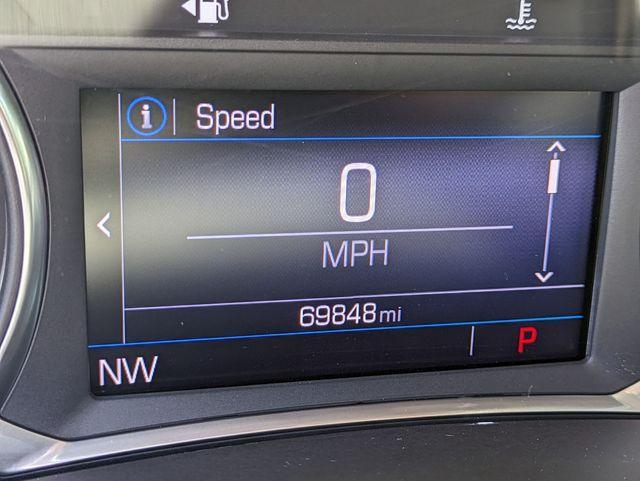 i | Speed
0
MPH
69848 mi
NW | P